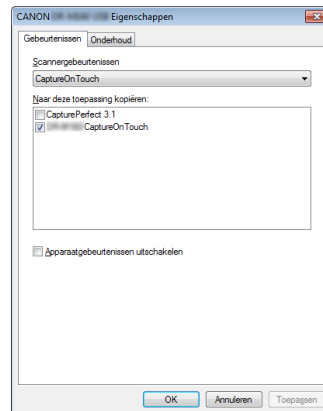 CANON USB Eigenschappen
Gebeurtenissen Onderhoud
Scannergebeurtenissen
CaptureOnTouch
Naar deze toepassing kopiëren:
CapturePerfect 3.1
CaptureOnTouch
Apparaatgebeurtenissen uitschakelen
OK Annuleren Toepassen